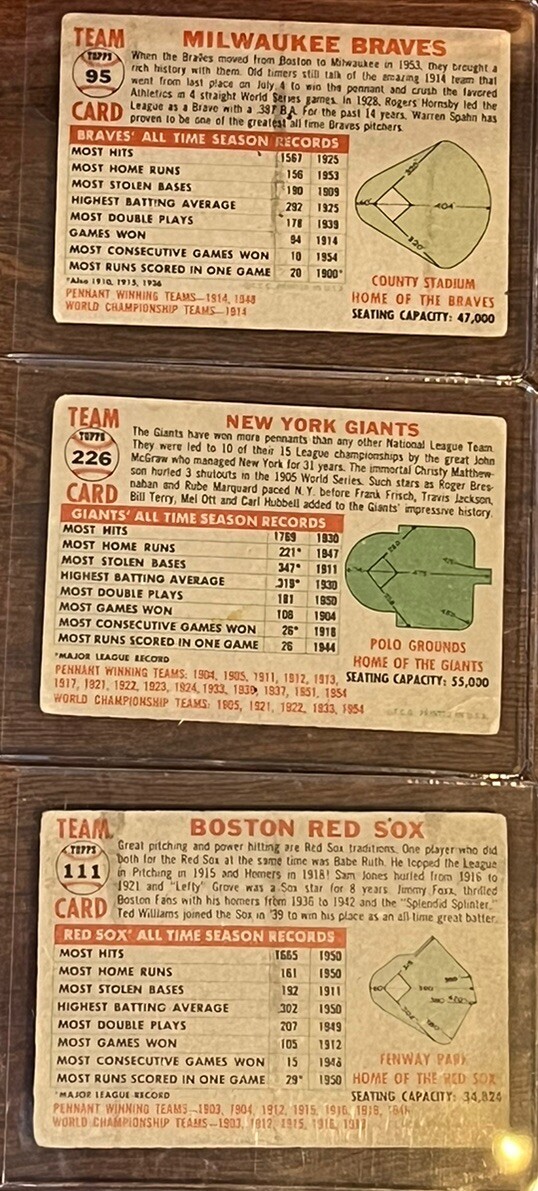 TEAM
TOPPS
95
CARD
MILWAUKEE BRAVES
When the Braves moved from Boston to Milwaukee in 1953, they brought a
rich history with them. Old timers still talk of the amazing 1914 team that
went from last place on July 4 to win the pennant and crush the favored
Athletics in 4 straight World Series games. In 1928, Rogers Hornsby led the
League as a Brave with a .387 B.A. For the past 14 years, Warren Spahn has
proven to be one of the greatest all time Braves pitchers.
BRAVES' ALL TIME SEASON RECORDS
MOST HITS 1567 1925
MOST HOME RUNS 156 1953
MOST STOLEN BASES 190 1909
HIGHEST BATTING AVERAGE 292 1925
MOST DOUBLE PLAYS 178 1939
GAMES WON 94 1914
MOST CONSECUTIVE GAMES WON 10 1954
MOST RUNS SCORED IN ONE GAME 20 1900*
*Also 1910, 1915, 1936
PENNANT WINNING TEAMS—1914, 1948
WORLD CHAMPIONSHIP TEAMS—1914
320'
60'
404'
320'
COUNTY STADIUM
HOME OF THE BRAVES
SEATING CAPACITY: 47,000
TEAM
TOPPS
226
CARD
NEW YORK GIANTS
The Giants have won more pennants than any other National League Team.
They were led to 10 of their 15 League championships by the great John
McGraw who managed New York for 31 years. The immortal Christy Mathew-
son hurled 3 shutouts in the 1905 World Series. Such stars as Roger Bres-
nahan and Rube Marquard paced N.Y. before Frank Frisch, Travis Jackson,
Bill Terry, Mel Ott and Carl Hubbell added to the Giants' impressive history.
GIANTS' ALL TIME SEASON RECORDS
MOST HITS 1769 1930
MOST HOME RUNS 221* 1947
MOST STOLEN BASES 347* 1911
HIGHEST BATTING AVERAGE .319* 1930
MOST DOUBLE PLAYS 181 1950
MOST GAMES WON 106 1904
MOST CONSECUTIVE GAMES WON 26* 1916
MOST RUNS SCORED IN ONE GAME 26 1944
*MAJOR LEAGUE RECORD
PENNANT WINNING TEAMS: 1904, 1905, 1911, 1912, 1913,
1917, 1921, 1922, 1923, 1924, 1933, 1936, 1937, 1951, 1954
WORLD CHAMPIONSHIP TEAMS: 1905, 1921, 1922, 1933, 1954
POLO GROUNDS
HOME OF THE GIANTS
SEATING CAPACITY: 55,000
TEAM
TOPPS
111
CARD
BOSTON RED SOX
Great pitching and power hitting are Red Sox traditions. One player who did
both for the Red Sox at the same time was Babe Ruth. He topped the League
in Pitching in 1915 and Homers in 1918! Sam Jones hurled from 1916 to
1921 and "Lefty" Grove was a Sox star for 8 years. Jimmy Foxx, thrilled
Boston Fans with his homers from 1936 to 1942 and the "Splendid Splinter,"
Ted Williams joined the Sox in '39 to win his place as an all-time great batter.
RED SOX' ALL TIME SEASON RECORDS
MOST HITS 1665 1950
MOST HOME RUNS 161 1950
MOST STOLEN BASES 192 1911
HIGHEST BATTING AVERAGE .302 1950
MOST DOUBLE PLAYS 207 1949
MOST GAMES WON 105 1912
MOST CONSECUTIVE GAMES WON 15 1946
MOST RUNS SCORED IN ONE GAME 29* 1950
*MAJOR LEAGUE RECORD
PENNANT WINNING TEAMS—1903, 1904, 1912, 1915, 1916, 1918, 1946
WORLD CHAMPIONSHIP TEAMS—1903, 1912, 1915, 1916, 1917
60'
FENWAY PARK
HOME OF THE RED SOX
SEATING CAPACITY: 34,824